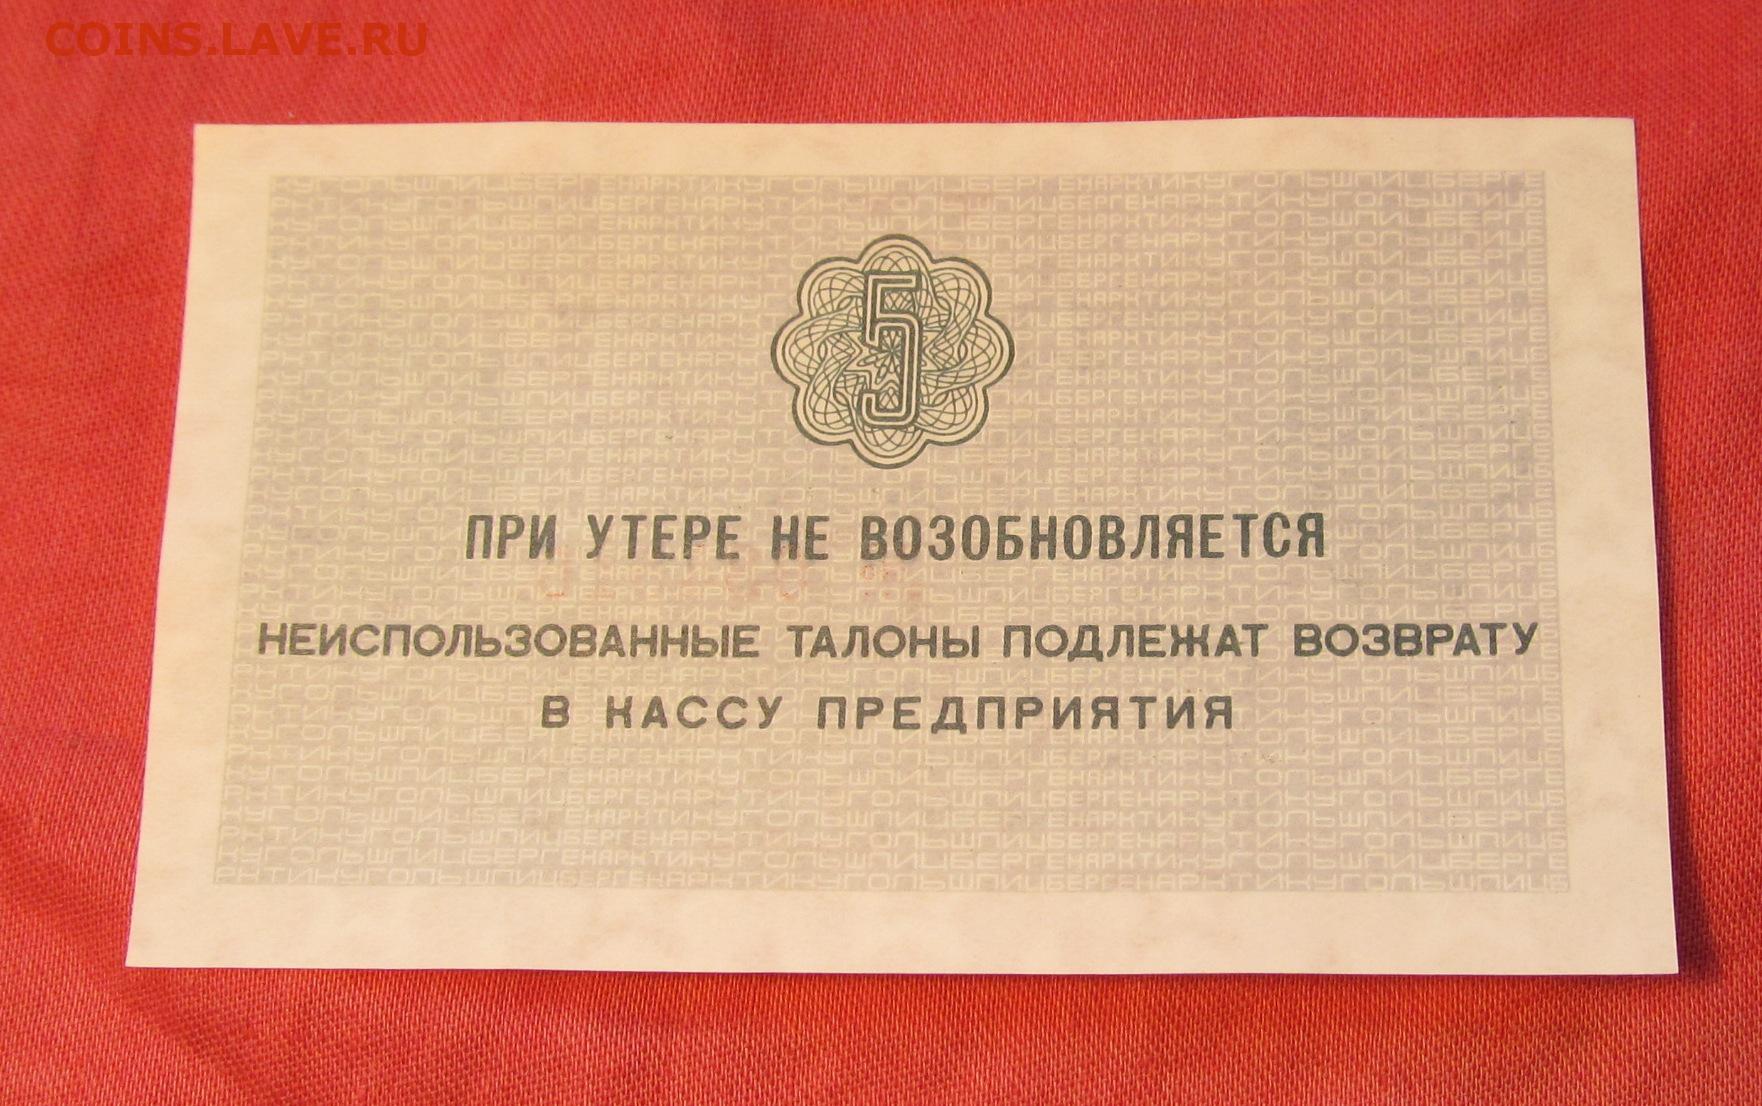 COINS.LAVE.RU
5
ПРИ УТЕРЕ НЕ ВОЗОБНОВЛЯЕТСЯ
НЕИСПОЛЬЗОВАННЫЕ ТАЛОНЫ ПОДЛЕЖАТ ВОЗВРАТУ
В КАССУ ПРЕДПРИЯТИЯ